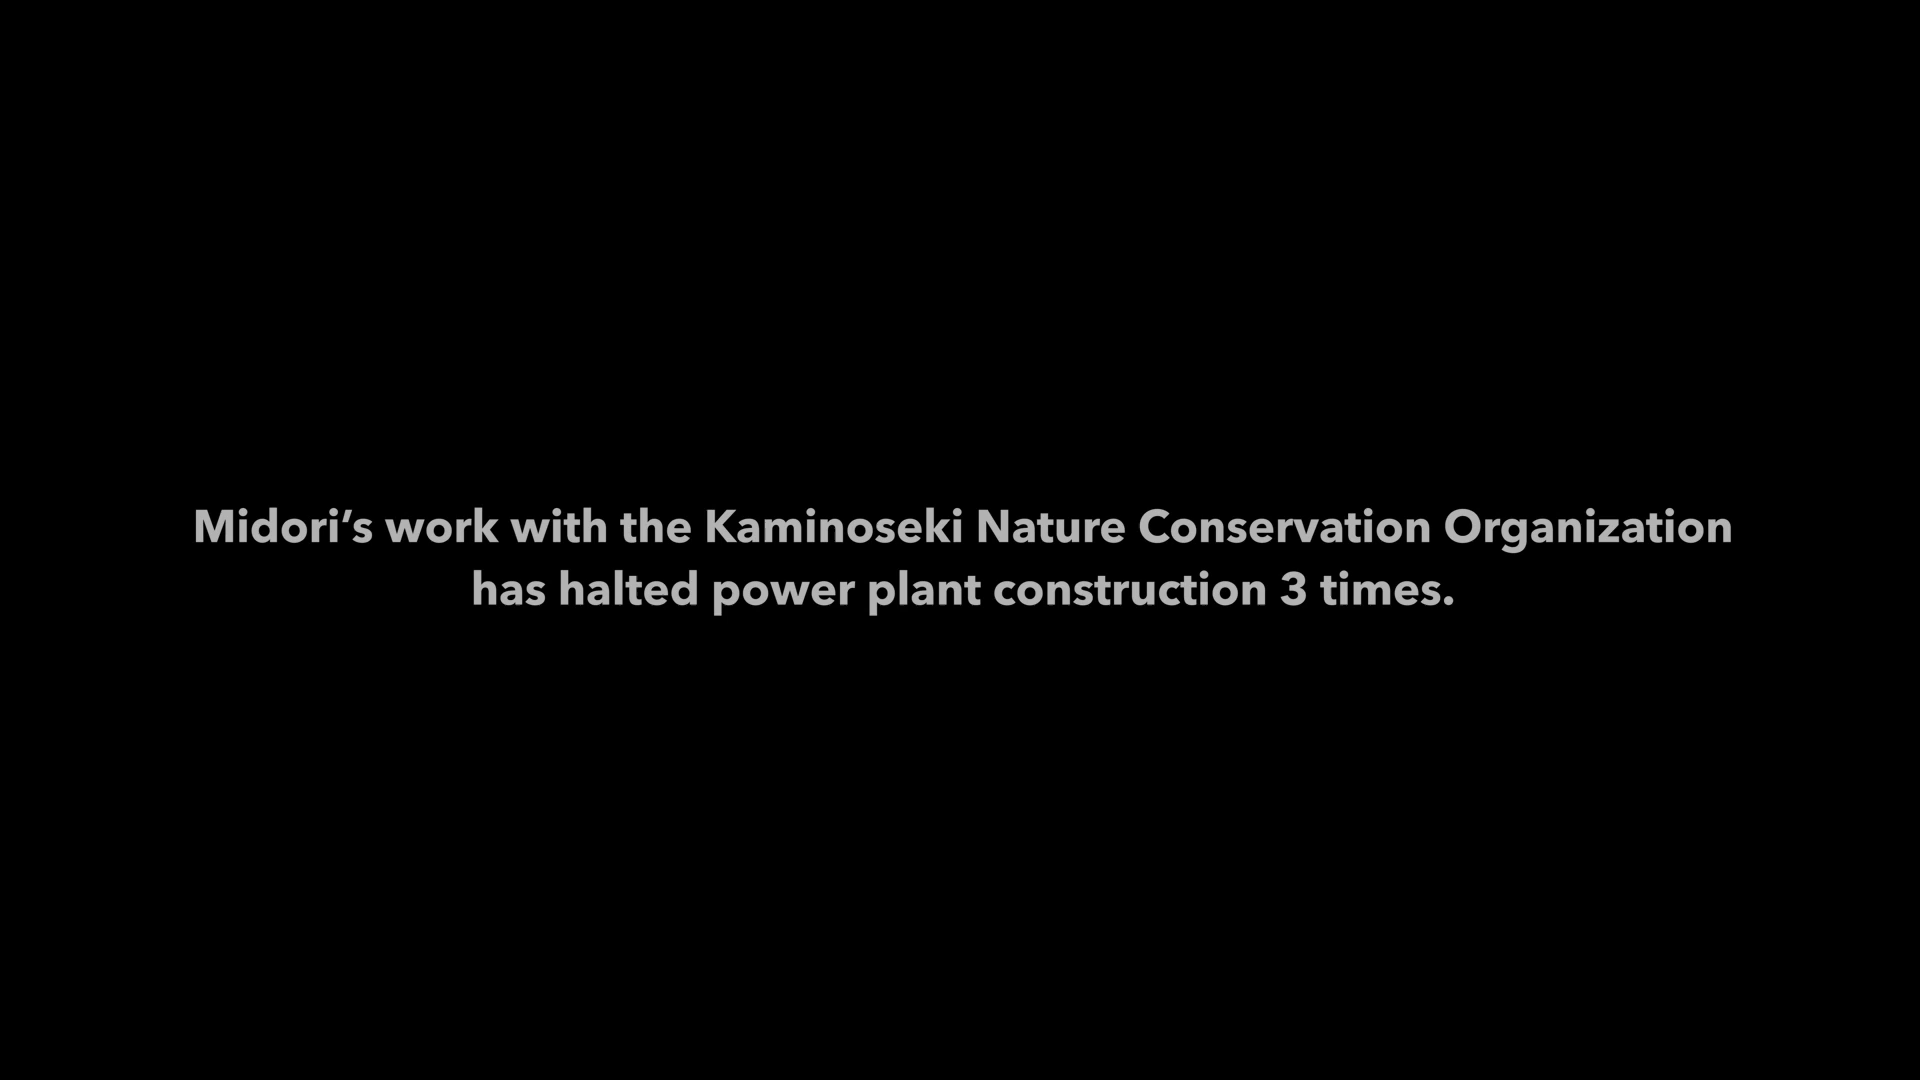 Midori’s work with the Kaminoseki Nature Conservation Organization
has halted power plant construction 3 times.